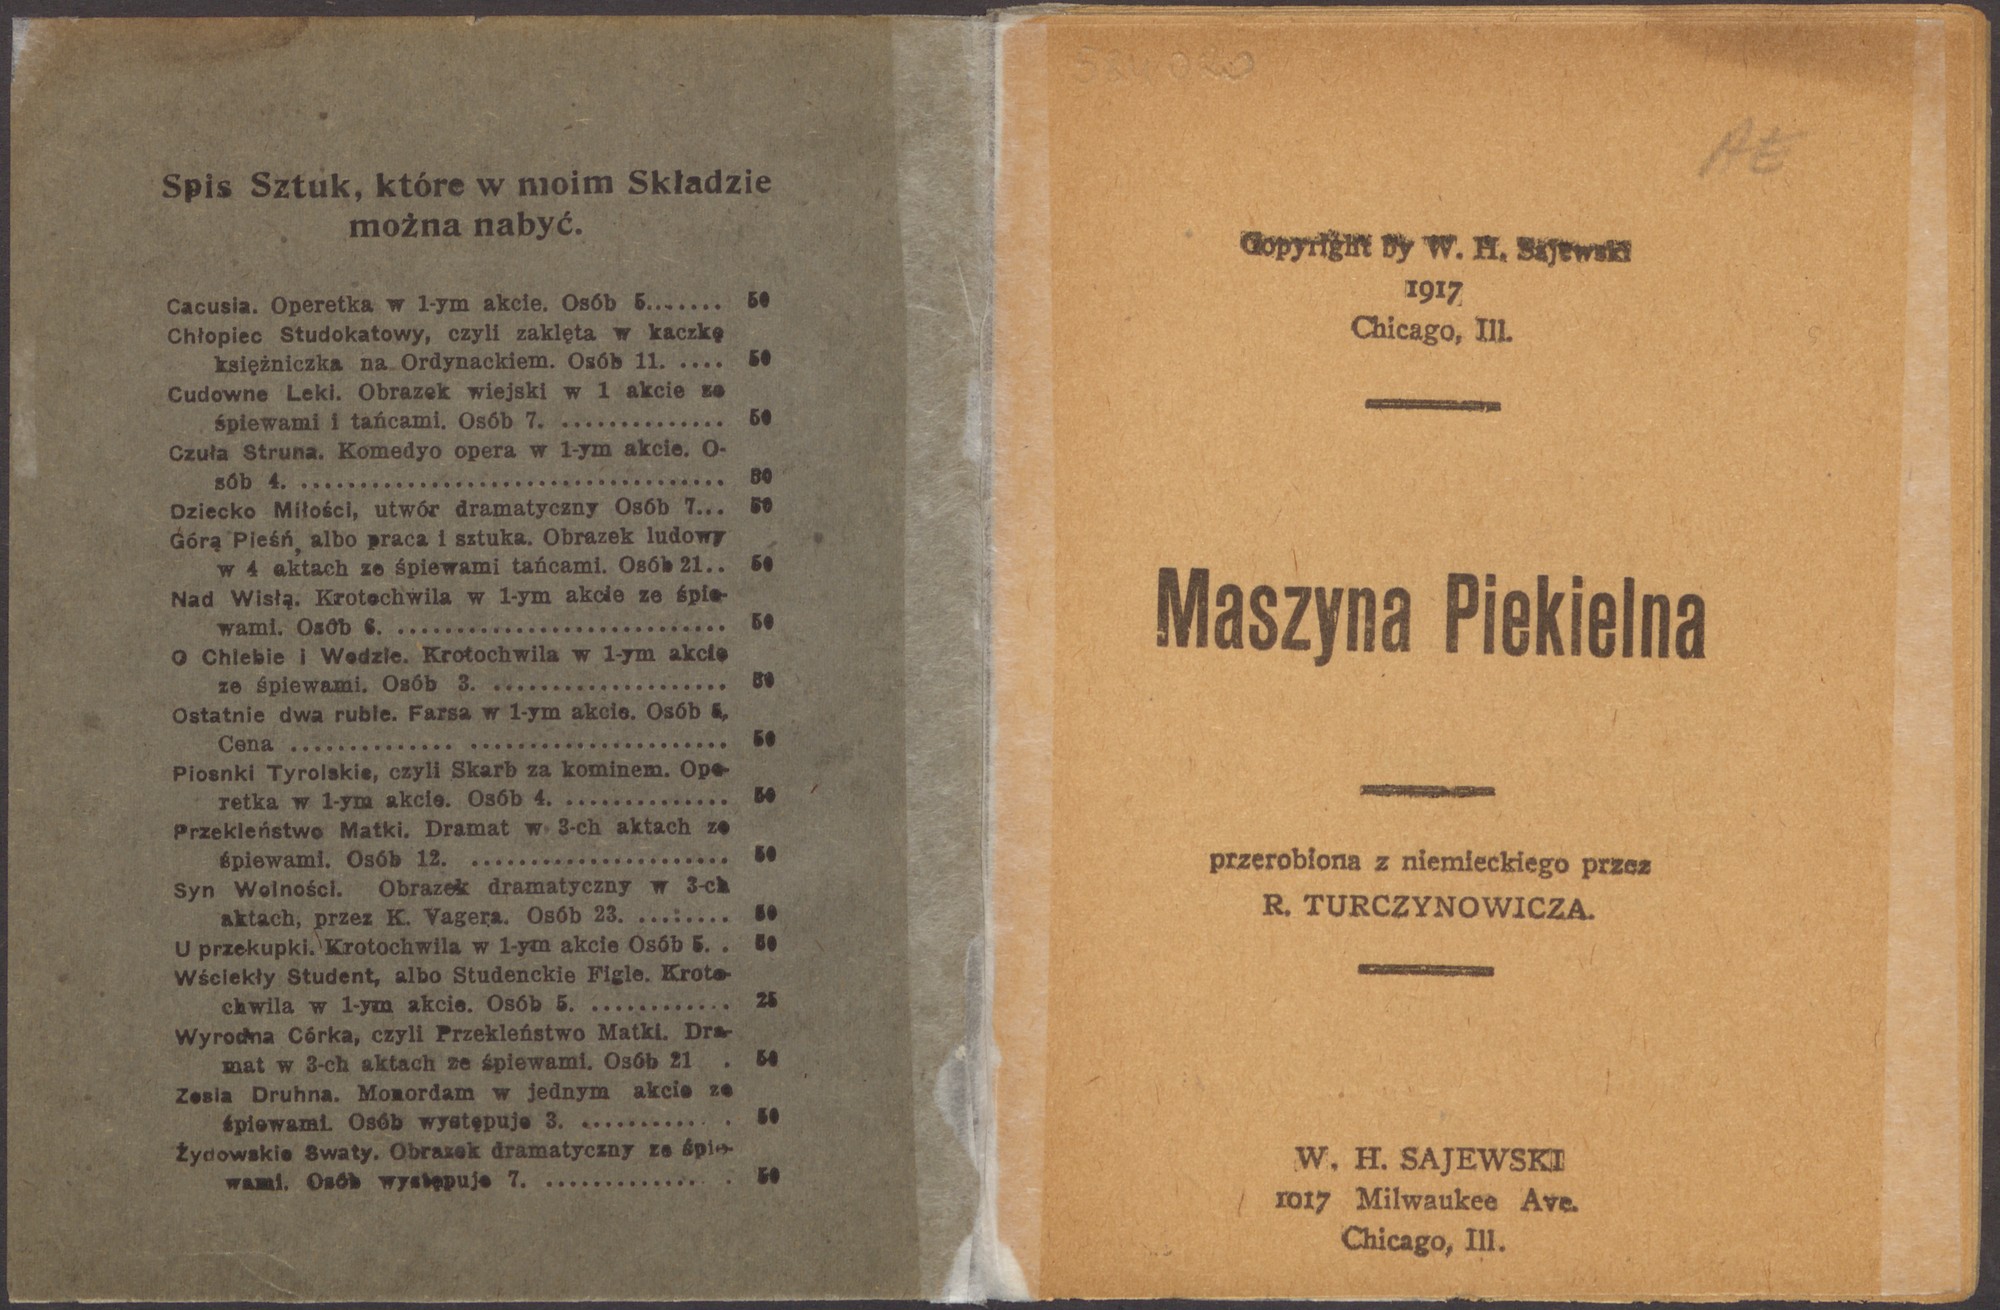 Spis Sztuk, które w moim Składzie
można nabyć.
Cacusia. Operetka w 1-ym akcie. Osób 5....... 50
Chłopiec Studokatowy, czyli zaklęta w kaczkę
księżniczka na Ordynackiem. Osób 11. .... 50
Cudowne Leki. Obrazek wiejski w 1 akcie ze
śpiewami i tańcami. Osób 7. .............. 50
Czuła Struna. Komedyo opera w 1-ym akcie. O-
sób 4. .................................... 50
Dziecko Miłości, utwór dramatyczny Osób 7... 50
Górą Pieśń, albo praca i sztuka. Obrazek ludowy
w 4 aktach ze śpiewami tańcami. Osób 21.. 50
Nad Wisłą. Krotochwila w 1-ym akcie ze śpie-
wami. Osób 6. ............................ 50
O Chlebie i Wodzie. Krotochwila w 1-ym akcie
ze śpiewami. Osób 3. .................... 50
Ostatnie dwa ruble. Farsa w 1-ym akcie. Osób 5,
Cena .............. ...................... 50
Piosnki Tyrolskie, czyli Skarb za kominem. Ope-
retka w 1-ym akcie. Osób 4. .............. 50
Przekleństwo Matki. Dramat w 3-ch aktach ze
śpiewami. Osób 12. ...................... 50
Syn Wolności. Obrazek dramatyczny w 3-ch
aktach, przez K. Vagera. Osób 23. ........ 50
U przekupki. Krotochwila w 1-ym akcie Osób 5. . 50
Wściekły Student, albo Studenckie Figle. Kroto-
chwila w 1-ym akcie. Osób 5. ............ 25
Wyrodna Córka, czyli Przekleństwo Matki. Dra-
mat w 3-ch aktach ze śpiewami. Osób 21 . 50
Zosia Druhna. Monordam w jednym akcie ze
śpiewami. Osób występuje 3. ........... . 50
Żydowskie Swaty. Obrazek dramatyczny ze śpie-
wami. Osób występuje 7. ............. . 50
524 020
AE
Copyright by W. H. Sajewski
1917
Chicago, Ill.
Maszyna Piekielna
przerobiona z niemieckiego przez
R. TURCZYNOWICZA.
W. H. SAJEWSKI
1017 Milwaukee Ave.
Chicago, Ill.